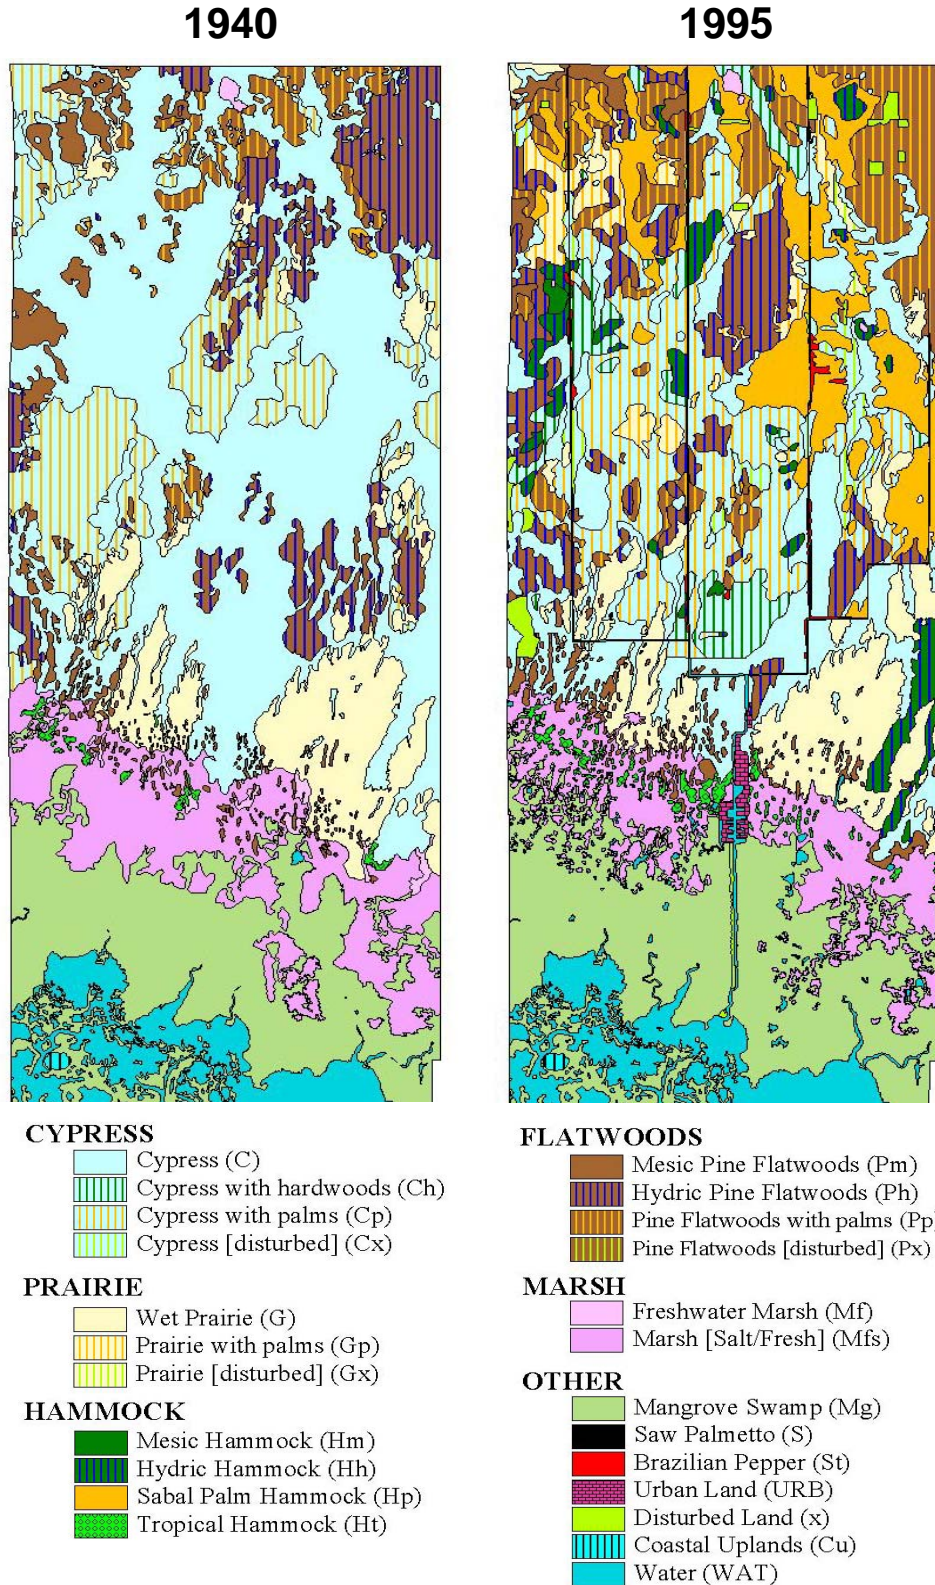 1940
1995
CYPRESS
Cypress (C)
Cypress with hardwoods (Ch)
Cypress with palms (Cp)
Cypress [disturbed] (Cx)
PRAIRIE
Wet Prairie (G)
Prairie with palms (Gp)
Prairie [disturbed] (Gx)
HAMMOCK
Mesic Hammock (Hm)
Hydric Hammock (Hh)
Sabal Palm Hammock (Hp)
Tropical Hammock (Ht)
FLATWOODS
Mesic Pine Flatwoods (Pm)
Hydric Pine Flatwoods (Ph)
Pine Flatwoods with palms (Pp)
Pine Flatwoods [disturbed] (Px)
MARSH
Freshwater Marsh (Mf)
Marsh [Salt/Fresh] (Mfs)
OTHER
Mangrove Swamp (Mg)
Saw Palmetto (S)
Brazilian Pepper (St)
Urban Land (URB)
Disturbed Land (x)
Coastal Uplands (Cu)
Water (WAT)